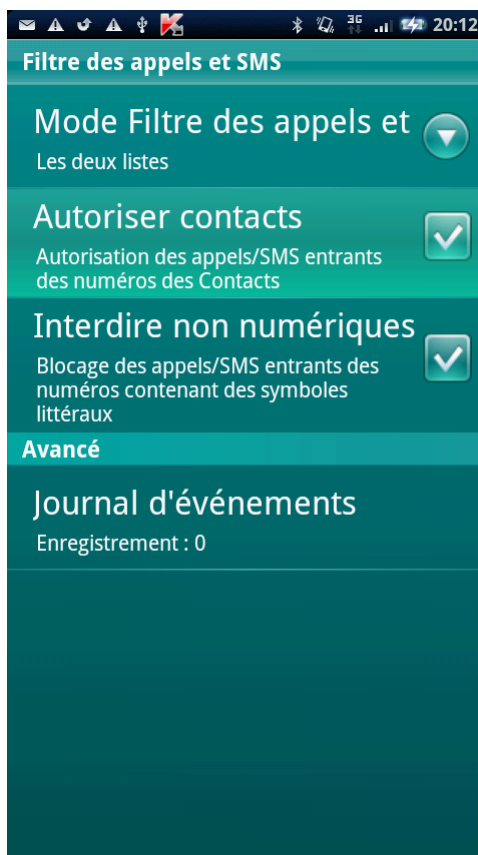 3G 20:12
Filtre des appels et SMS
Mode Filtre des appels et
Les deux listes
Autoriser contacts
Autorisation des appels/SMS entrants
des numéros des Contacts
Interdire non numériques
Blocage des appels/SMS entrants des
numéros contenant des symboles
littéraux
Avancé
Journal d'événements
Enregistrement : 0